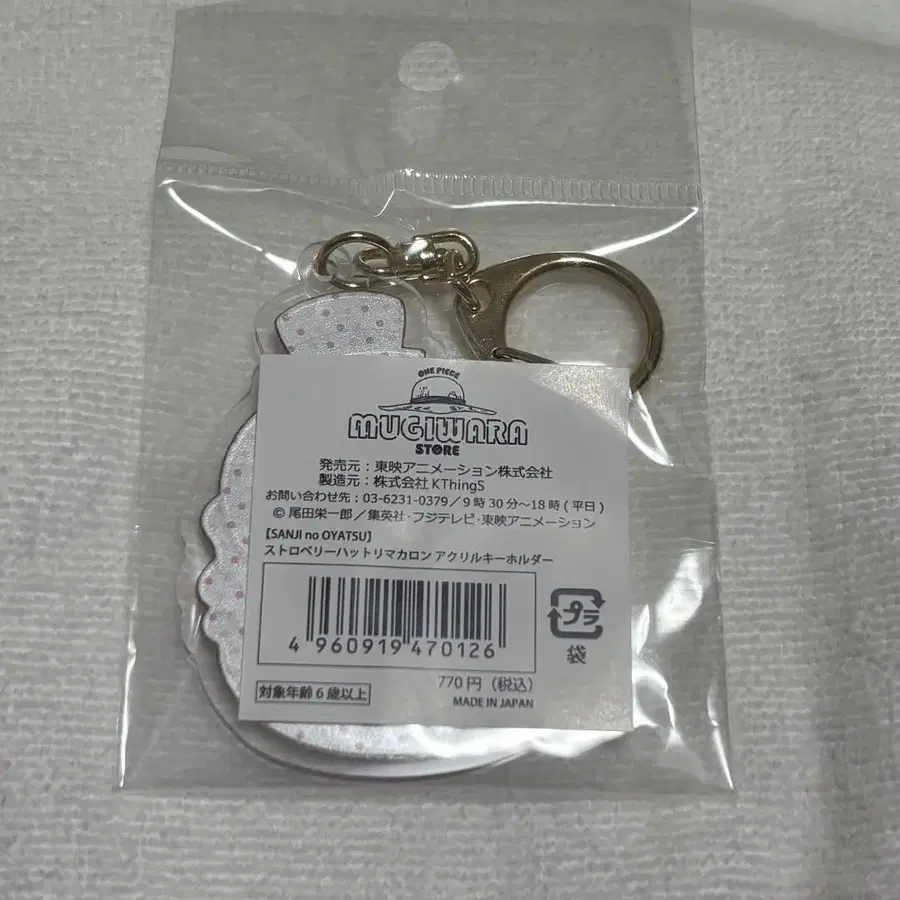 ONE PIECE
MUGIWARA
STORE
発売元：東映アニメーション株式会社
製造元：株式会社 KThingS
お問い合わせ先：03-6231-0379／9時30分～18時(平日)
©尾田栄一郎／集英社・フジテレビ・東映アニメーション
【SANJI no OYATSU】
ストロベリーハットリマカロン アクリルキーホルダー
4 960919 470126
プラ
袋
770円（税込）
対象年齢6歳以上
MADE IN JAPAN